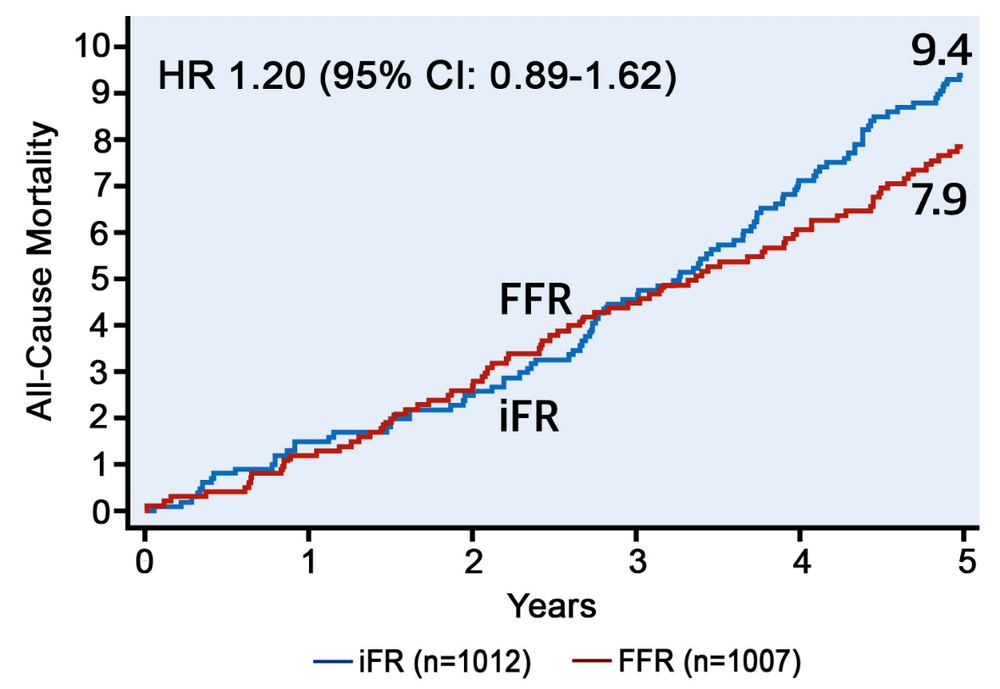 HR 1.20 (95% CI: 0.89-1.62)
9.4
7.9
FFR
iFR
All-Cause Mortality
10
9
8
7
6
5
4
3
2
1
0
0 1 2 3 4 5
Years
iFR (n=1012) FFR (n=1007)